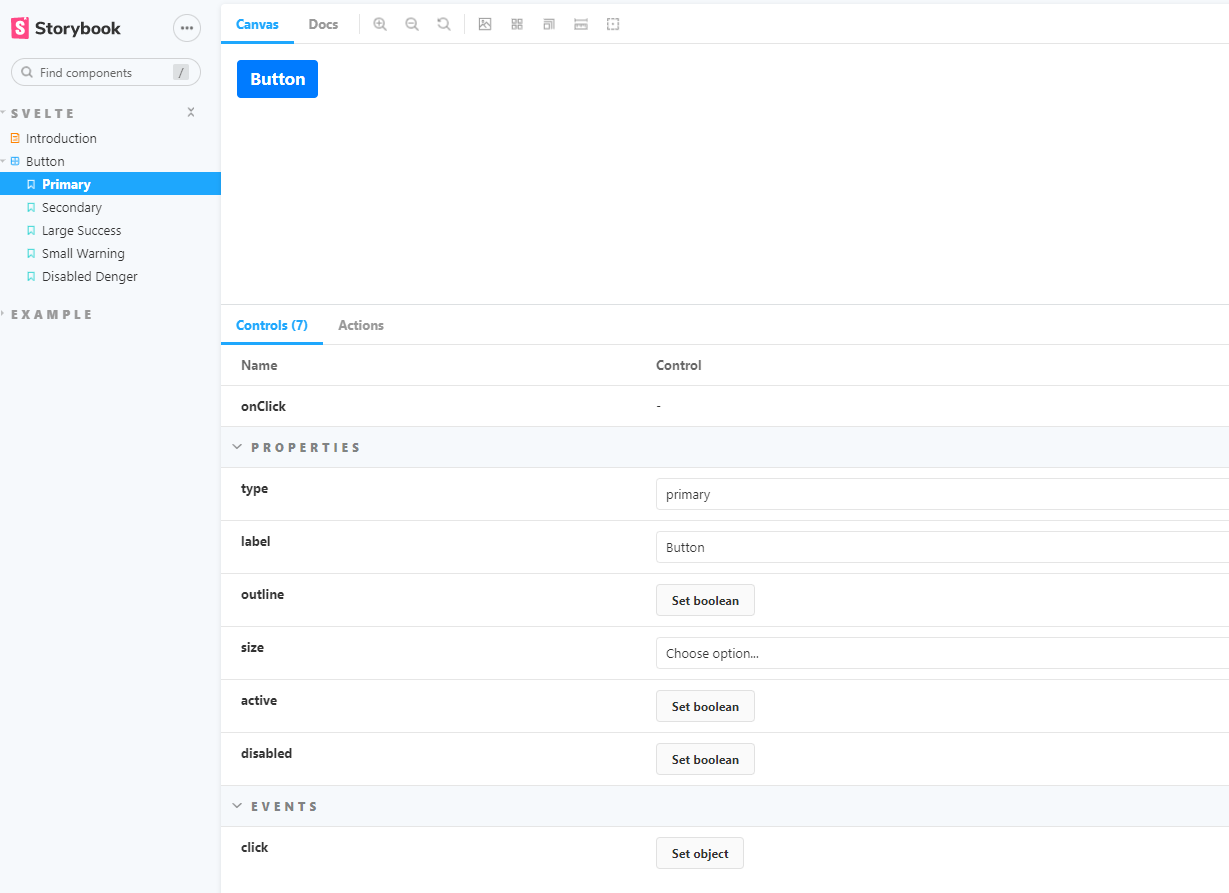 Storybook
Find components /
SVELTE
Introduction
Button
Primary
Secondary
Large Success
Small Warning
Disabled Denger
EXAMPLE
Canvas Docs
Button
Controls (7) Actions
Name Control
onClick -
PROPERTIES
type primary
label Button
outline Set boolean
size Choose option...
active Set boolean
disabled Set boolean
EVENTS
click Set object